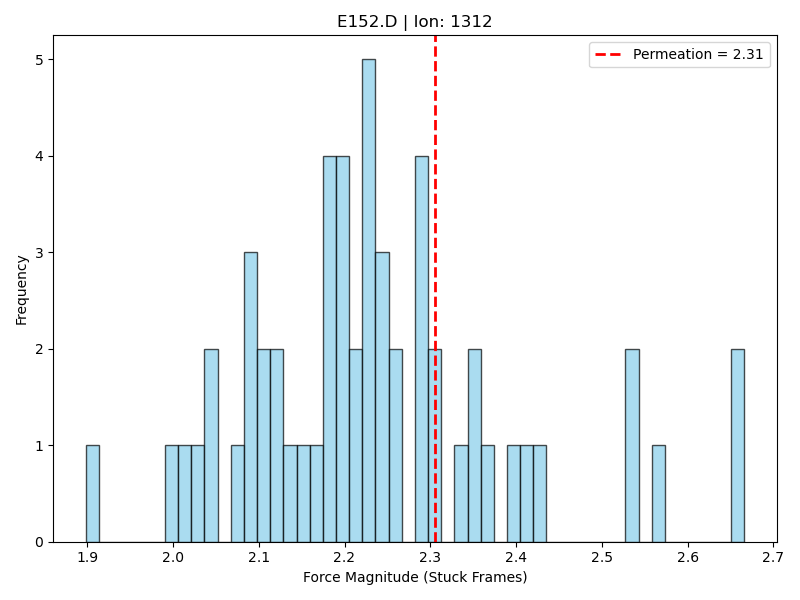 E152.D | Ion: 1312
Permeation = 2.31
Frequency
5
4
3
2
1
0
1.9 2.0 2.1 2.2 2.3 2.4 2.5 2.6 2.7
Force Magnitude (Stuck Frames)